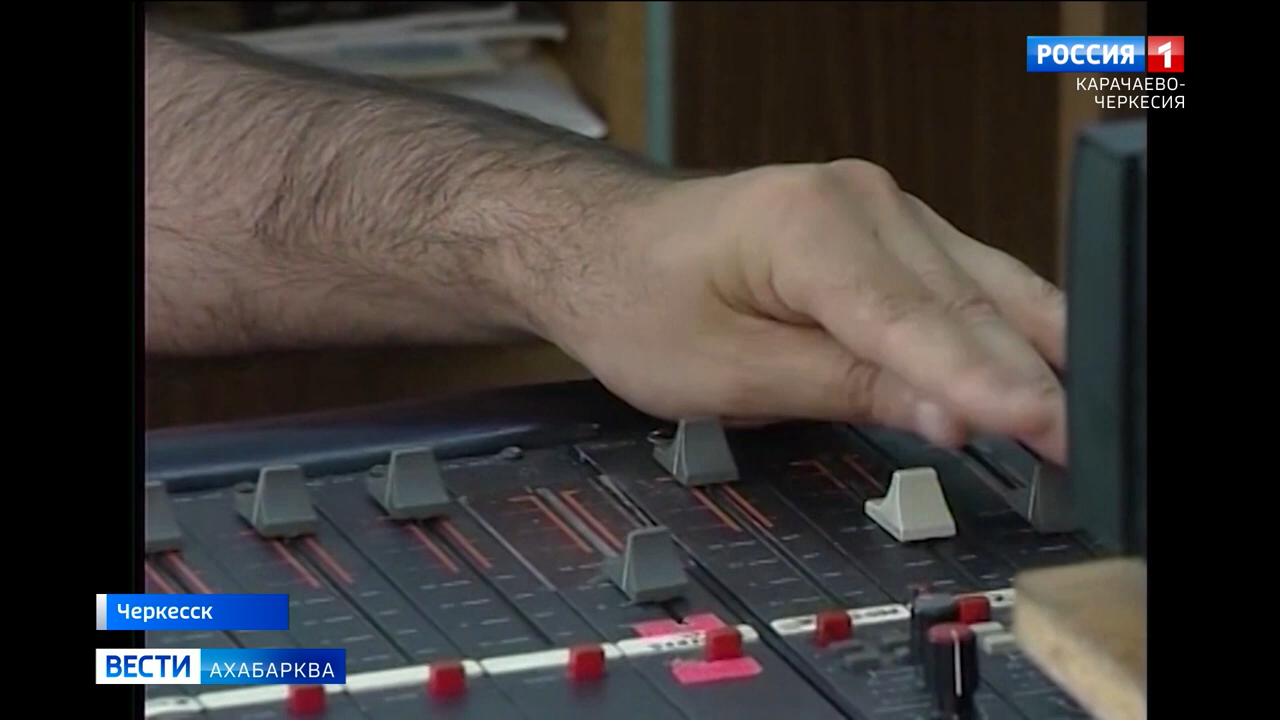 РОССИЯ 1
КАРАЧАЕВО-
ЧЕРКЕСИЯ
Черкесск
ВЕСТИ АХАБАРКВА